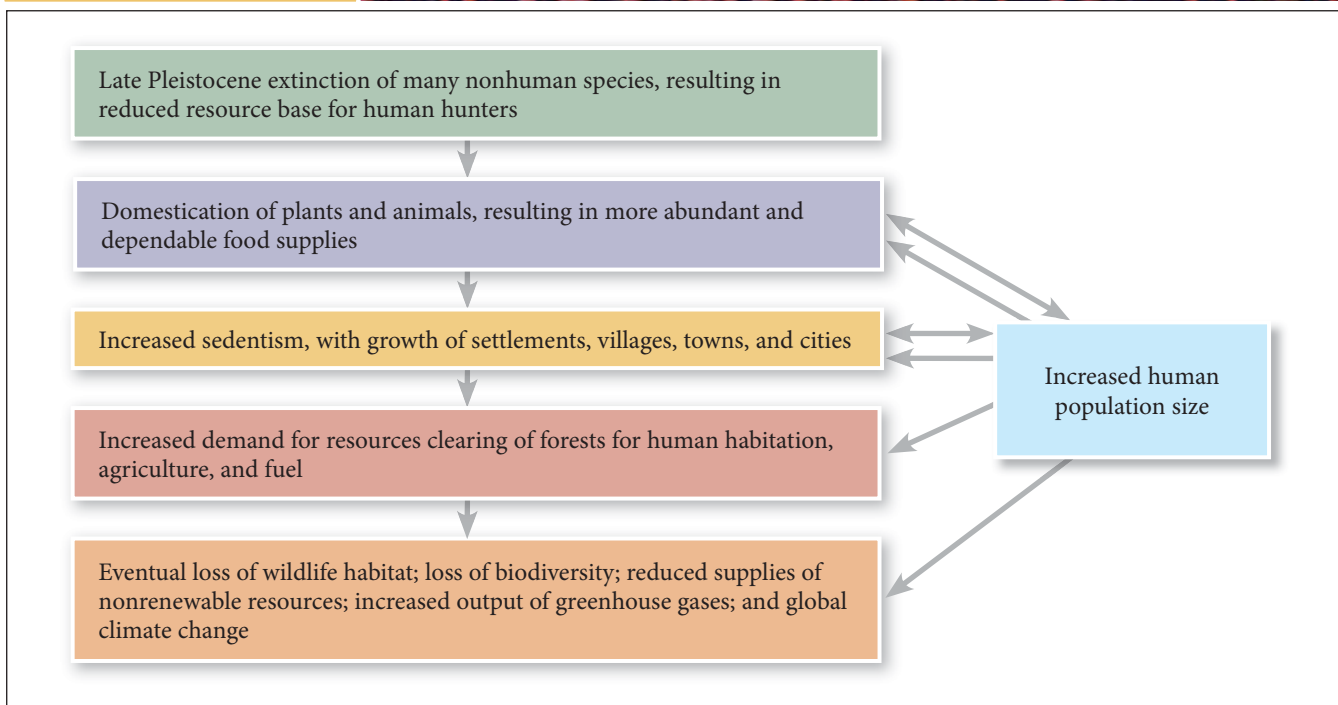 Late Pleistocene extinction of many nonhuman species, resulting in
reduced resource base for human hunters
Domestication of plants and animals, resulting in more abundant and
dependable food supplies
Increased sedentism, with growth of settlements, villages, towns, and cities
Increased demand for resources clearing of forests for human habitation,
agriculture, and fuel
Eventual loss of wildlife habitat; loss of biodiversity; reduced supplies of
nonrenewable resources; increased output of greenhouse gases; and global
climate change
Increased human
population size